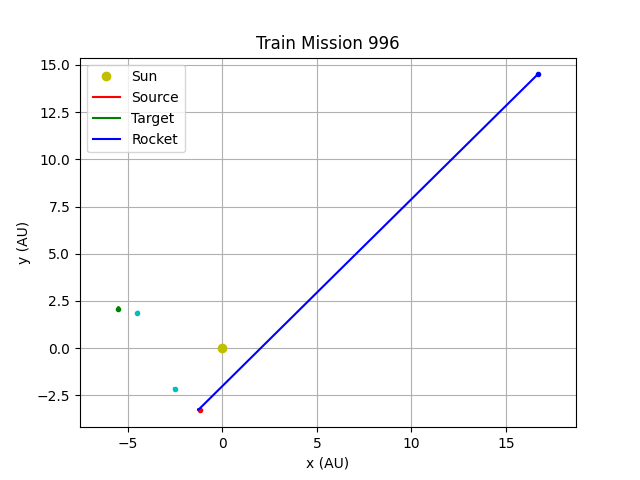 Train Mission 996
Sun
Source
Target
Rocket
15.0
12.5
10.0
7.5
5.0
2.5
0.0
−2.5
y (AU)
−5 0 5 10 15
x (AU)